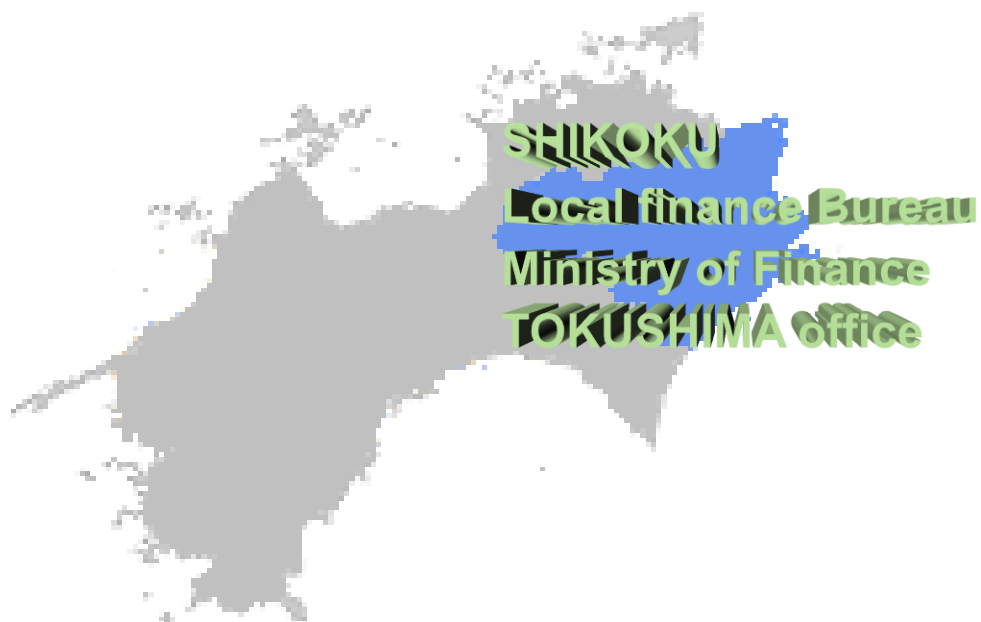 SHIKOKU
Local finance Bureau
Ministry of Finance
TOKUSHIMA office